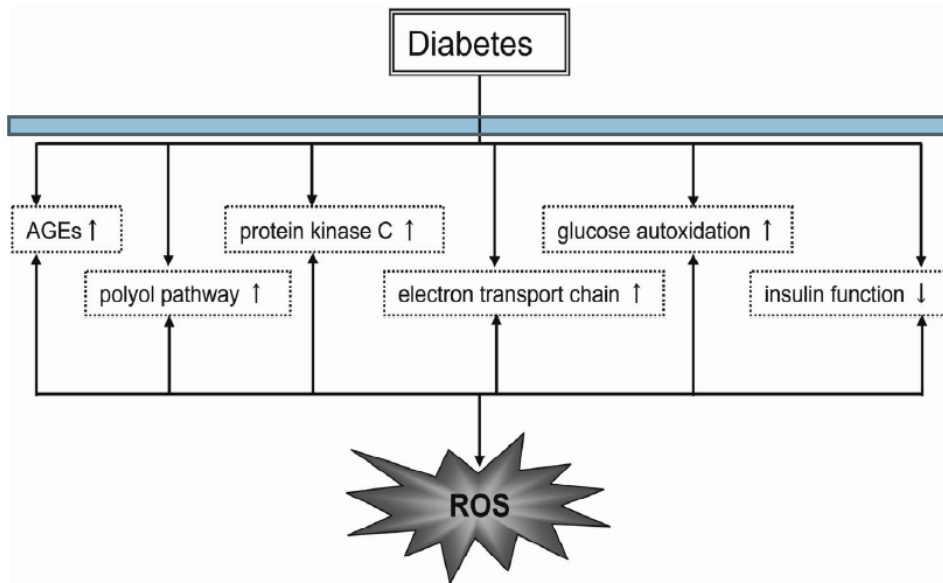 Diabetes
AGEs ↑
protein kinase C ↑
glucose autoxidation ↑
polyol pathway ↑
electron transport chain ↑
insulin function ↓
ROS